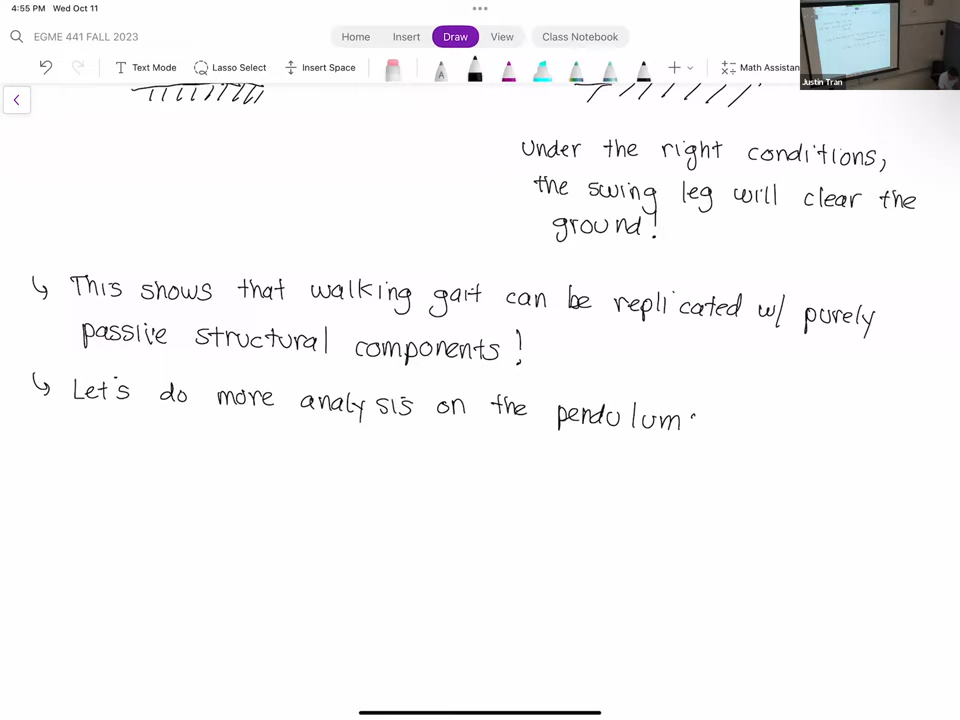 4:55 PM Wed Oct 11
EGME 441 FALL 2023
Home Insert Draw View Class Notebook
Text Mode Lasso Select Insert Space A Math Assistan
Justin Tran
Under the right conditions,
the swing leg will clear the
ground!
↳ This shows that walking gait can be replicated w/ purely
passive structural components!
↳ Let's do more analysis on the pendulum.